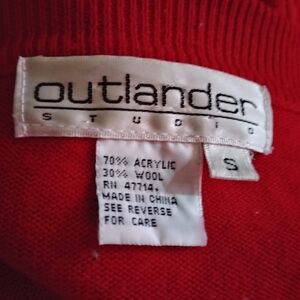 outlander
STUDIO
S
70% ACRYLIC
30% WOOL
RN 47714.
MADE IN CHINA
SEE REVERSE
FOR CARE